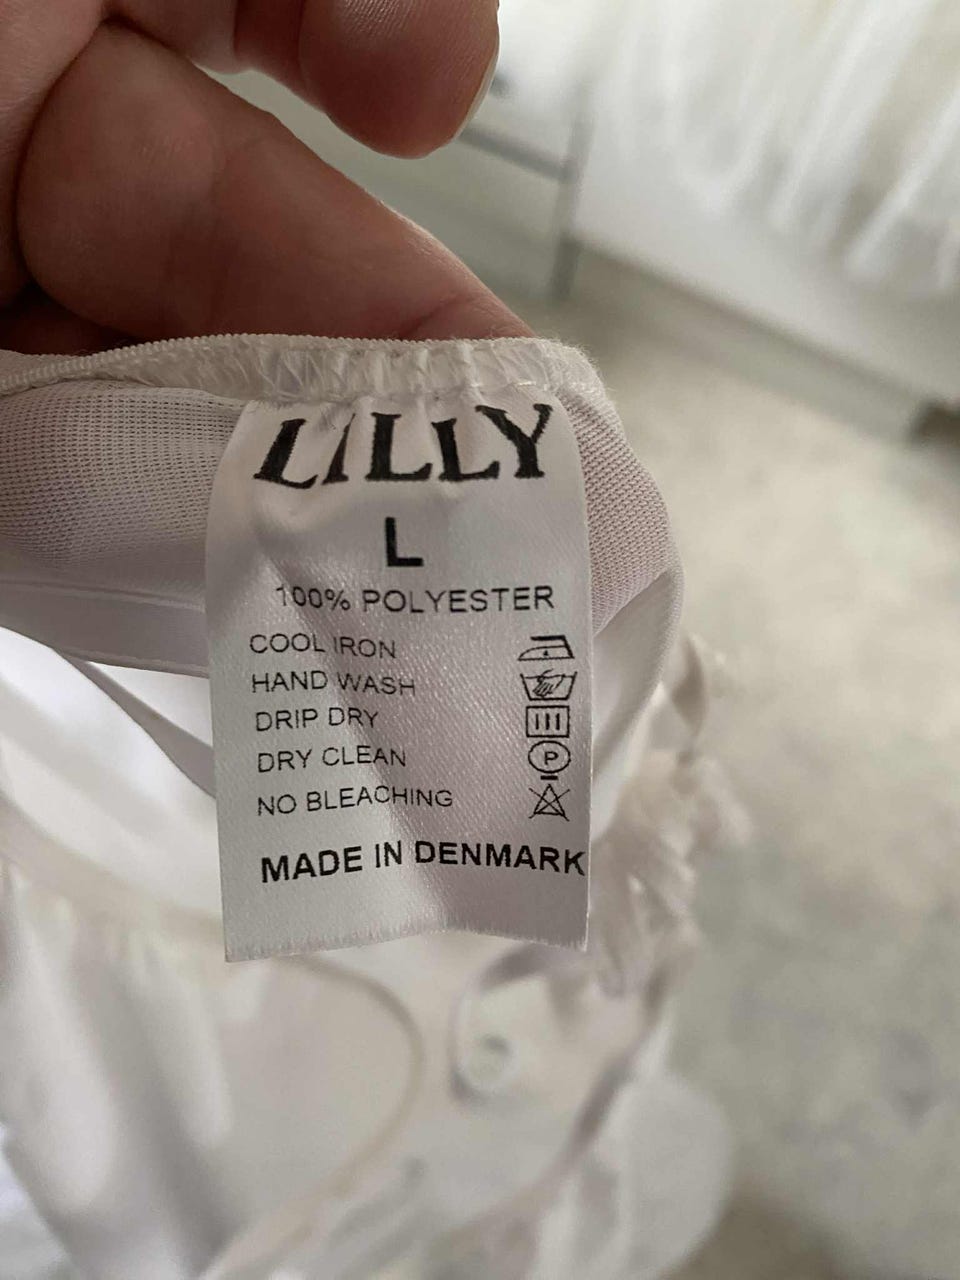 LILLY
L
100% POLYESTER
COOL IRON
HAND WASH
DRIP DRY
DRY CLEAN P
NO BLEACHING
MADE IN DENMARK